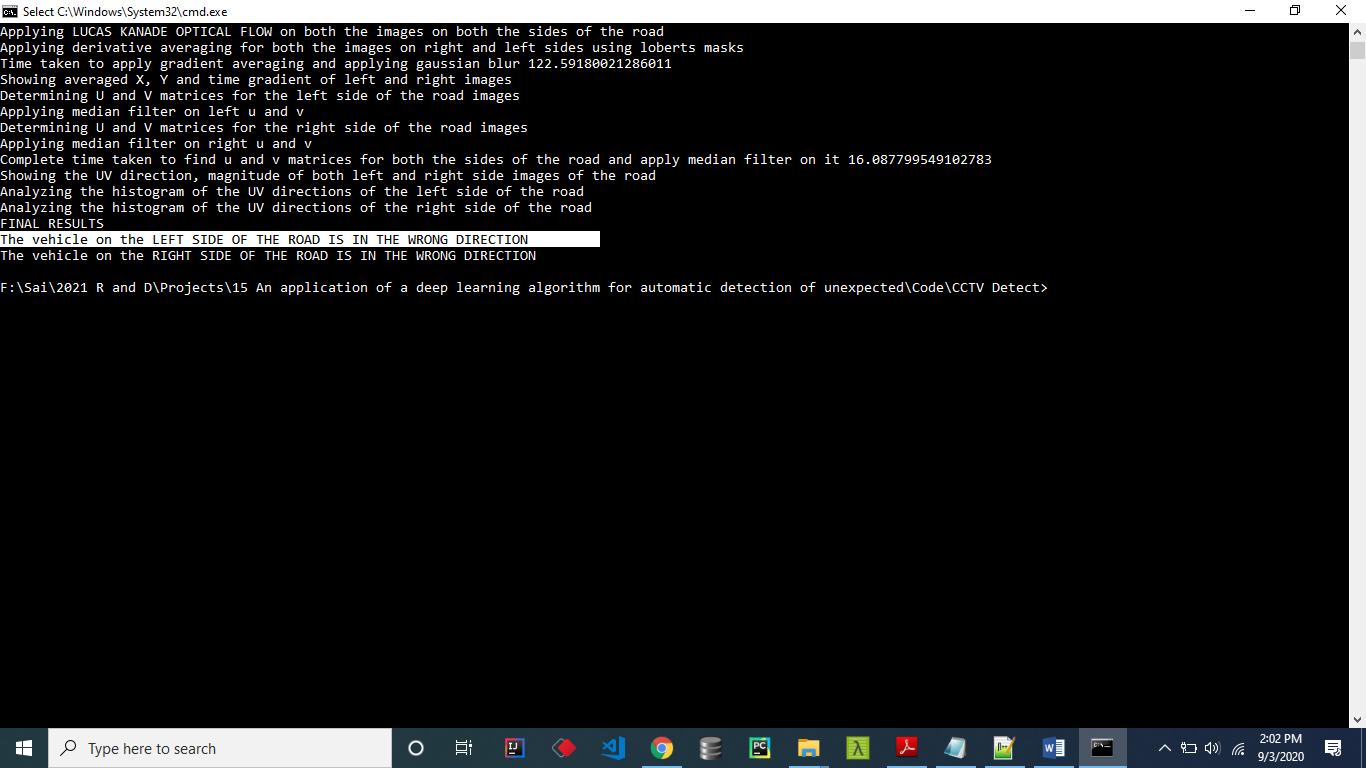 Select C:\Windows\System32\cmd.exe
Applying LUCAS KANADE OPTICAL FLOW on both the images on both the sides of the road
Applying derivative averaging for both the images on right and left sides using loberts masks
Time taken to apply gradient averaging and applying gaussian blur 122.59180021286011
Showing averaged X, Y and time gradient of left and right images
Determining U and V matrices for the left side of the road images
Applying median filter on left u and v
Determining U and V matrices for the right side of the road images
Applying median filter on right u and v
Complete time taken to find u and v matrices for both the sides of the road and apply median filter on it 16.087799549102783
Showing the UV direction, magnitude of both left and right side images of the road
Analyzing the histogram of the UV directions of the left side of the road
Analyzing the histogram of the UV directions of the right side of the road
FINAL RESULTS
The vehicle on the LEFT SIDE OF THE ROAD IS IN THE WRONG DIRECTION
The vehicle on the RIGHT SIDE OF THE ROAD IS IN THE WRONG DIRECTION
F:\Sai\2021 R and D\Projects\15 An application of a deep learning algorithm for automatic detection of unexpected\Code\CCTV Detect>
Type here to search
2:02 PM
9/3/2020